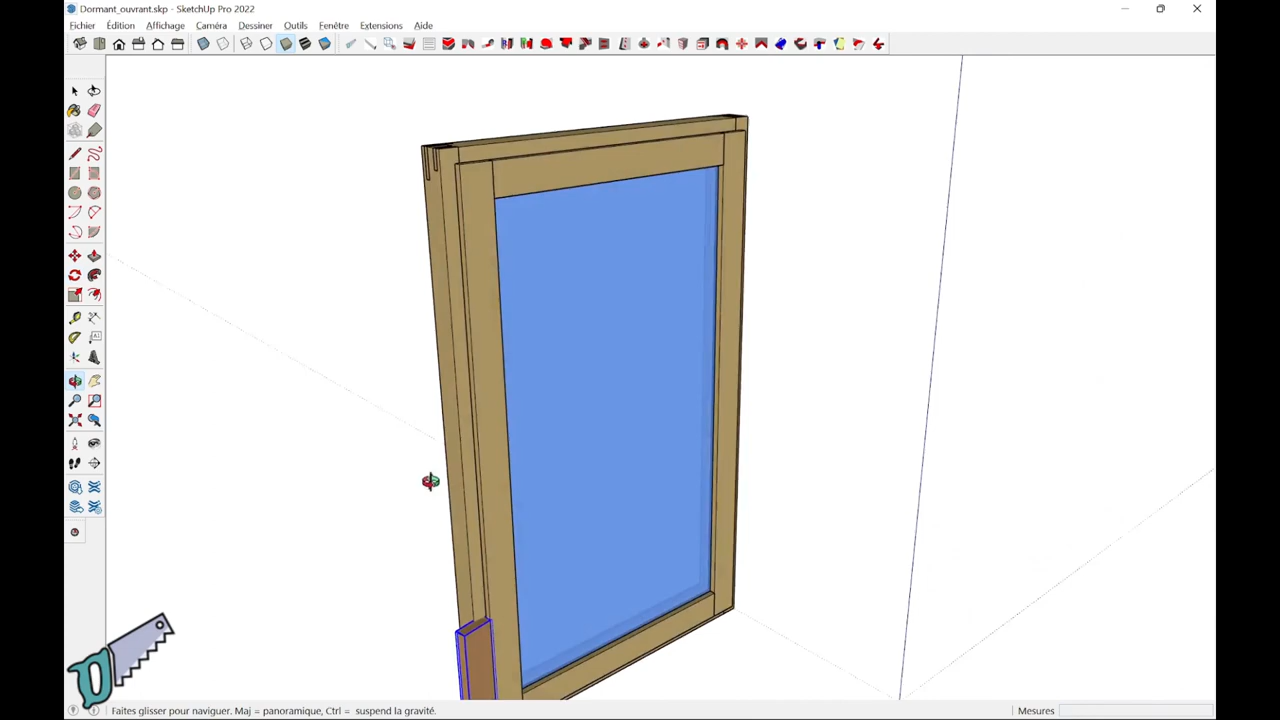 Dormant_ouvrant.skp - SketchUp Pro 2022
Fichier Édition Affichage Caméra Dessiner Outils Fenêtre Extensions Aide
Faites glisser pour naviguer. Maj = panoramique, Ctrl = suspend la gravité.
Mesures